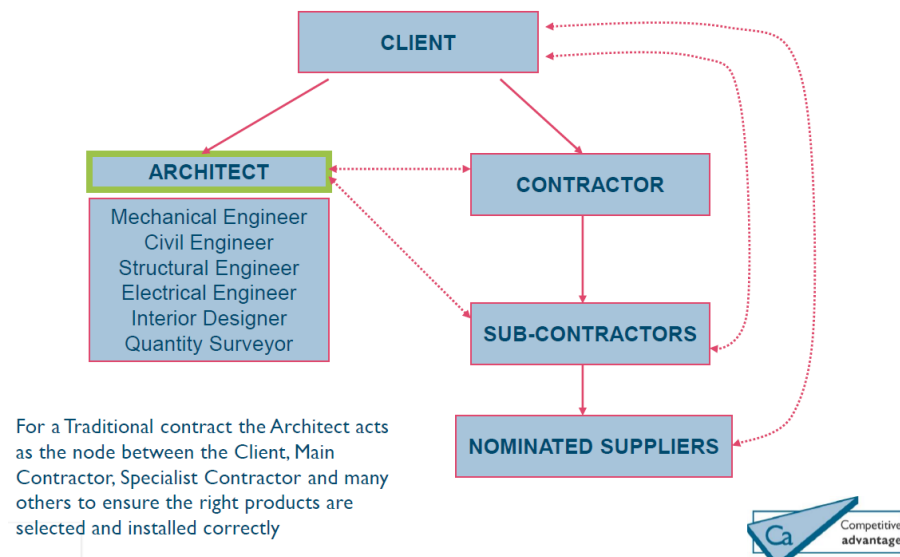 CLIENT
ARCHITECT
CONTRACTOR
Mechanical Engineer
Civil Engineer
Structural Engineer
Electrical Engineer
Interior Designer
Quantity Surveyor
SUB-CONTRACTORS
NOMINATED SUPPLIERS
For a Traditional contract the Architect acts
as the node between the Client, Main
Contractor, Specialist Contractor and many
others to ensure the right products are
selected and installed correctly
Ca
Competitive
advantage